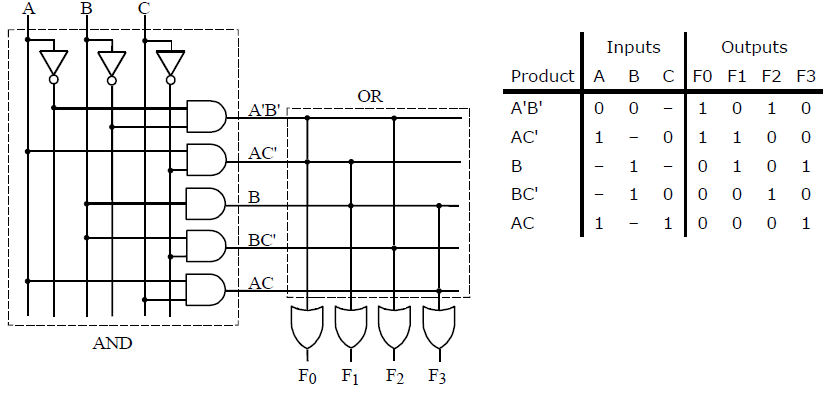 A B C
OR
A'B'
AC'
B
BC'
AC
AND
F0 F1 F2 F3
Inputs Outputs
Product A B C F0 F1 F2 F3
A'B' 0 0 – 1 0 1 0
AC' 1 – 0 1 1 0 0
B – 1 – 0 1 0 1
BC' – 1 0 0 0 1 0
AC 1 – 1 0 0 0 1